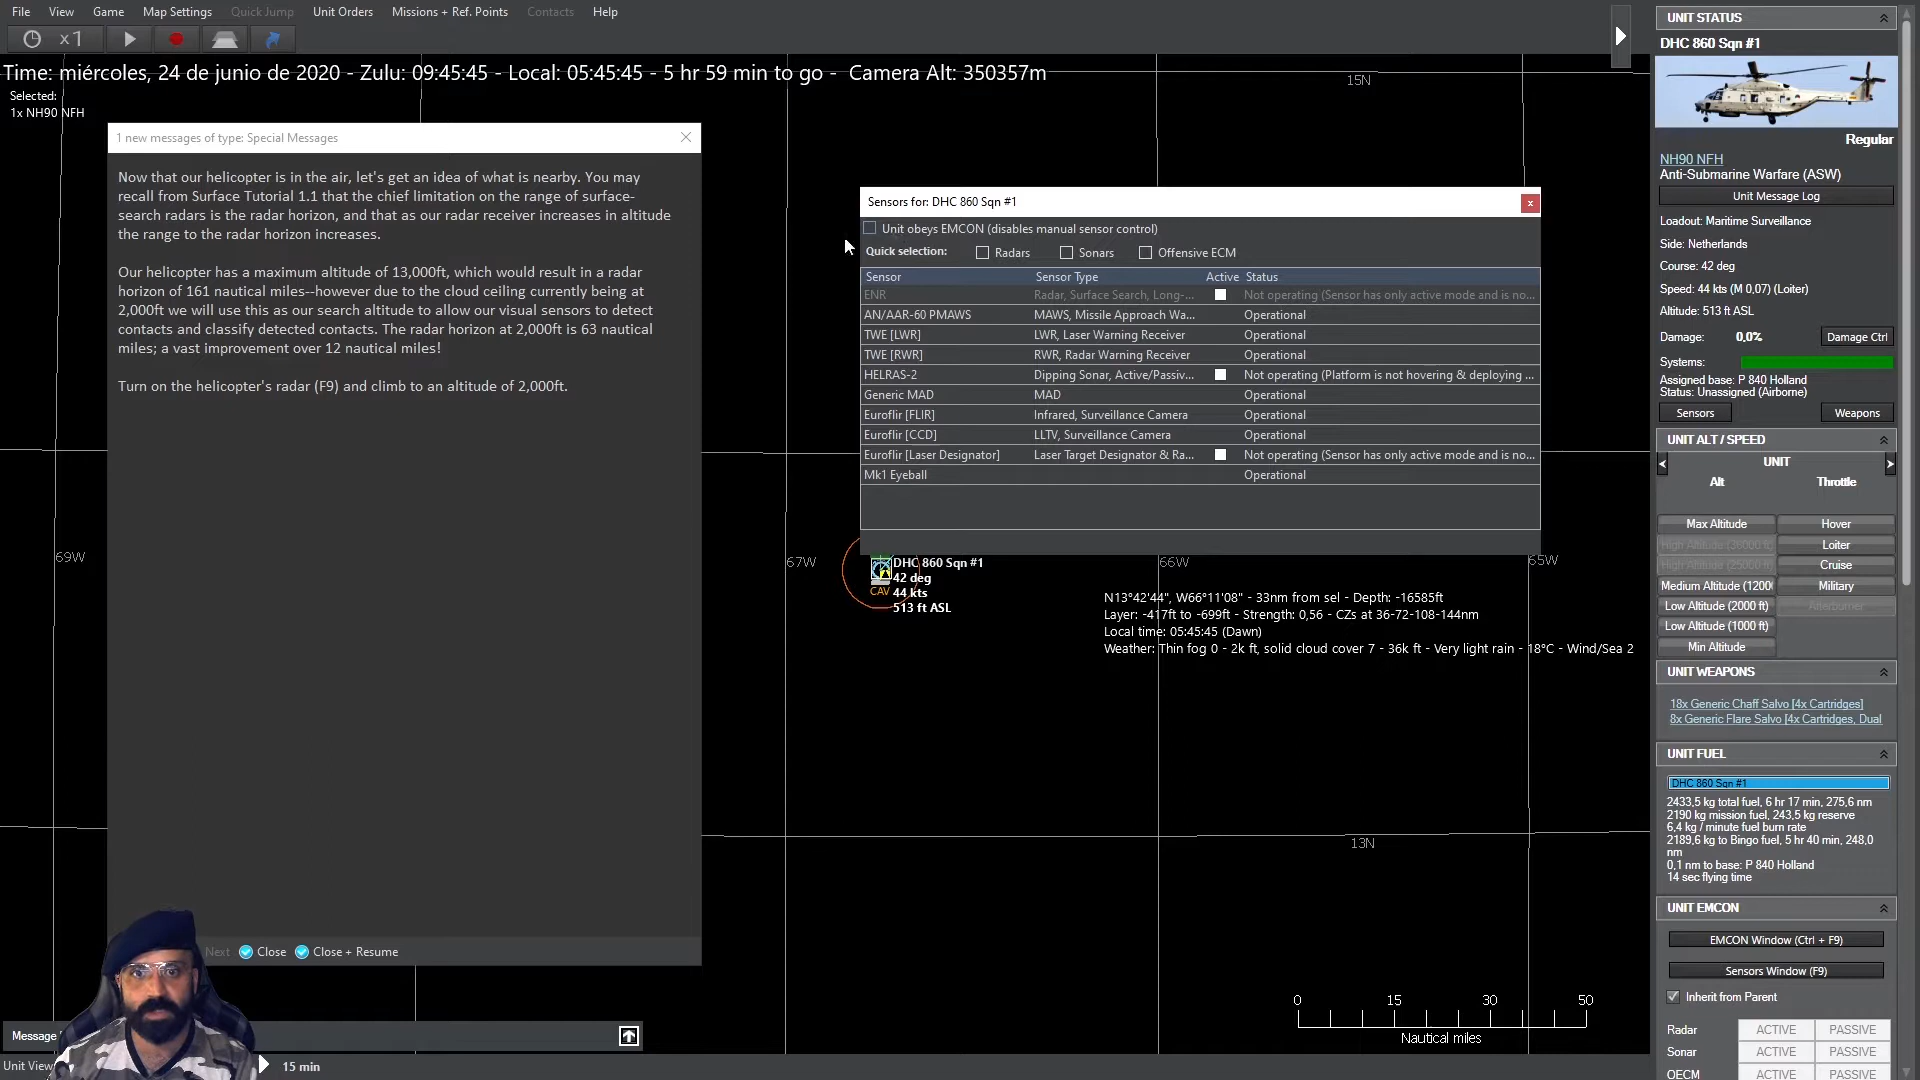 File View Game Map Settings Quick Jump Unit Orders Missions + Ref. Points Contacts Help
x1
Time: miércoles, 24 de junio de 2020 - Zulu: 09:45:45 - Local: 05:45:45 - 5 hr 59 min to go - Camera Alt: 350357m
Selected:
1x NH90 NFH
15N
1 new messages of type: Special Messages
Now that our helicopter is in the air, let's get an idea of what is nearby. You may
recall from Surface Tutorial 1.1 that the chief limitation on the range of surface-
search radars is the radar horizon, and that as our radar receiver increases in altitude
the range to the radar horizon increases.
Our helicopter has a maximum altitude of 13,000ft, which would result in a radar
horizon of 161 nautical miles--however due to the cloud ceiling currently being at
2,000ft we will use this as our search altitude to allow our visual sensors to detect
contacts and classify detected contacts. The radar horizon at 2,000ft is 63 nautical
miles; a vast improvement over 12 nautical miles!
Turn on the helicopter's radar (F9) and climb to an altitude of 2,000ft.
Next Close Close + Resume
Sensors for: DHC 860 Sqn #1
x
Unit obeys EMCON (disables manual sensor control)
Quick selection: Radars Sonars Offensive ECM
Sensor Sensor Type Active Status
ENR Radar, Surface Search, Long-... Not operating (Sensor has only active mode and is no...
AN/AAR-60 PMAWS MAWS, Missile Approach Wa... Operational
TWE [LWR] LWR, Laser Warning Receiver Operational
TWE [RWR] RWR, Radar Warning Receiver Operational
HELRAS-2 Dipping Sonar, Active/Passiv... Not operating (Platform is not hovering & deploying ...
Generic MAD MAD Operational
Euroflir [FLIR] Infrared, Surveillance Camera Operational
Euroflir [CCD] LLTV, Surveillance Camera Operational
Euroflir [Laser Designator] Laser Target Designator & Ra... Not operating (Sensor has only active mode and is no...
Mk1 Eyeball Operational
69W
67W
66W
65W
DHC 860 Sqn #1
42 deg
44 kts
513 ft ASL
CAV
N13°42'44", W66°11'08" - 33nm from sel - Depth: -16585ft
Layer: -417ft to -699ft - Strength: 0,56 - CZs at 36-72-108-144nm
Local time: 05:45:45 (Dawn)
Weather: Thin fog 0 - 2k ft, solid cloud cover 7 - 36k ft - Very light rain - 18°C - Wind/Sea 2
13N
0 15 30 50
Nautical miles
Message
Unit View
15 min
UNIT STATUS
DHC 860 Sqn #1
Regular
NH90 NFH
Anti-Submarine Warfare (ASW)
Unit Message Log
Loadout: Maritime Surveillance
Side: Netherlands
Course: 42 deg
Speed: 44 kts (M 0,07) (Loiter)
Altitude: 513 ft ASL
Damage: 0,0% Damage Ctrl
Systems:
Assigned base: P 840 Holland
Status: Unassigned (Airborne)
Sensors Weapons
UNIT ALT / SPEED
UNIT
Alt Throttle
Max Altitude Hover
High Altitude (36000 ft) Loiter
High Altitude (25000 ft) Cruise
Medium Altitude (1200 Military
Low Altitude (2000 ft) Afterburner
Low Altitude (1000 ft)
Min Altitude
UNIT WEAPONS
18x Generic Chaff Salvo [4x Cartridges]
8x Generic Flare Salvo [4x Cartridges, Dual
UNIT FUEL
DHC 860 Sqn #1
2433,5 kg total fuel, 6 hr 17 min, 275,6 nm
2190 kg mission fuel, 243,5 kg reserve
6,4 kg / minute fuel burn rate
2189,6 kg to Bingo fuel, 5 hr 40 min, 248,0
nm
0,1 nm to base: P 840 Holland
14 sec flying time
UNIT EMCON
EMCON Window (Ctrl + F9)
Sensors Window (F9)
Inherit from Parent
Radar ACTIVE PASSIVE
Sonar ACTIVE PASSIVE
OECM ACTIVE PASSIVE